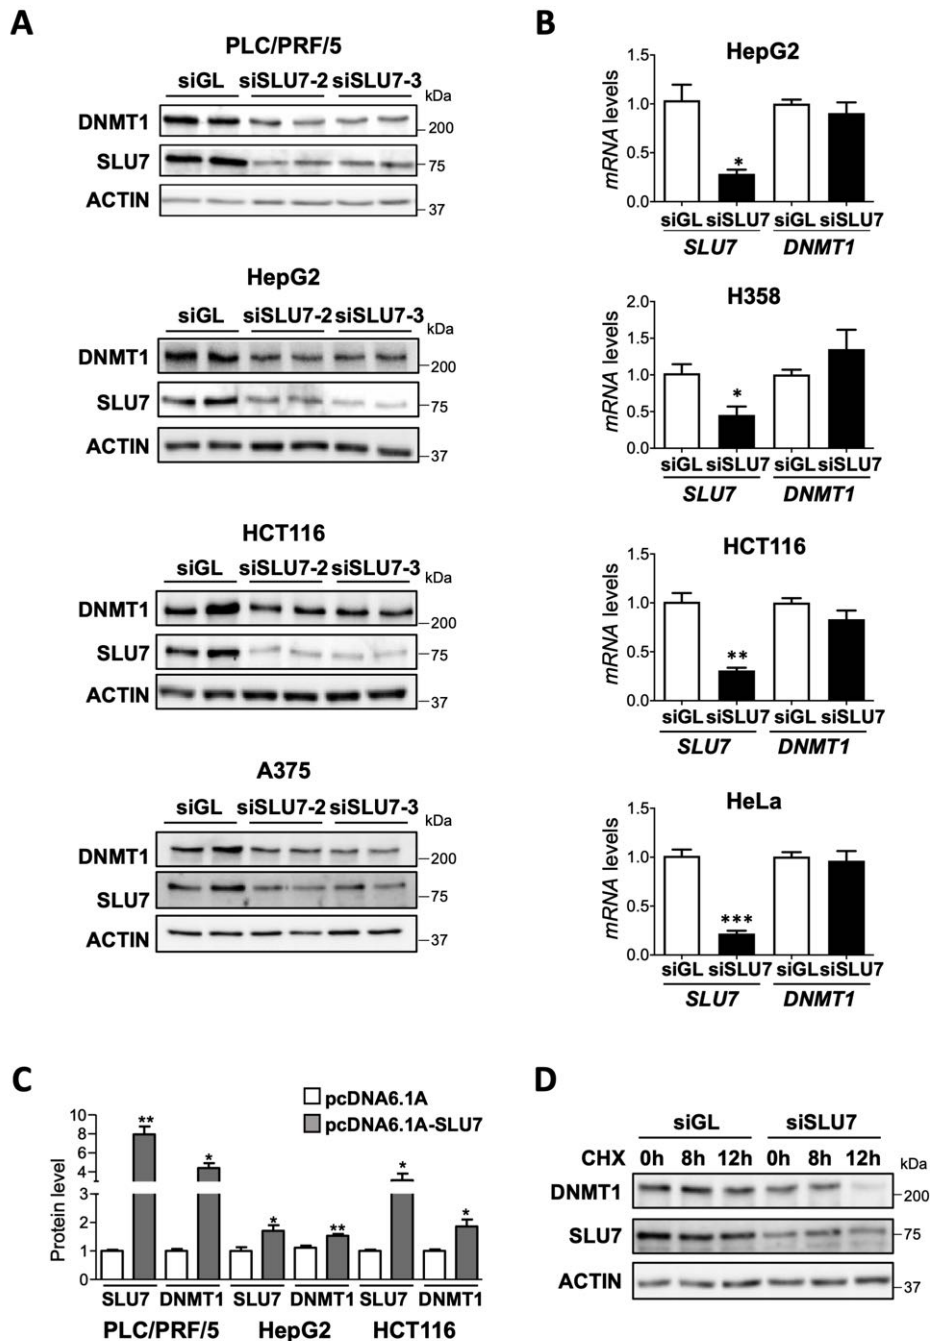 A
PLC/PRF/5
siGL siSLU7-2 siSLU7-3
kDa
DNMT1
200
SLU7
75
ACTIN
37
HepG2
siGL siSLU7-2 siSLU7-3
kDa
DNMT1
200
SLU7
75
ACTIN
37
HCT116
siGL siSLU7-2 siSLU7-3
kDa
DNMT1
200
SLU7
75
ACTIN
37
A375
siGL siSLU7-2 siSLU7-3
kDa
DNMT1
200
SLU7
75
ACTIN
37
B
HepG2
mRNA levels
1.5
1.0
0.5
0.0
*
siGL siSLU7 siGL siSLU7
SLU7 DNMT1
H358
mRNA levels
2.0
1.5
1.0
0.5
0.0
*
siGL siSLU7 siGL siSLU7
SLU7 DNMT1
HCT116
mRNA levels
1.5
1.0
0.5
0.0
**
siGL siSLU7 siGL siSLU7
SLU7 DNMT1
HeLa
mRNA levels
1.5
1.0
0.5
0.0
***
siGL siSLU7 siGL siSLU7
SLU7 DNMT1
C
pcDNA6.1A
pcDNA6.1A-SLU7
Protein level
10
8
6
4
3
2
1
0
** * * ** * *
SLU7 DNMT1 SLU7 DNMT1 SLU7 DNMT1
PLC/PRF/5 HepG2 HCT116
D
siGL siSLU7
CHX 0h 8h 12h 0h 8h 12h
kDa
DNMT1
200
SLU7
75
ACTIN
37